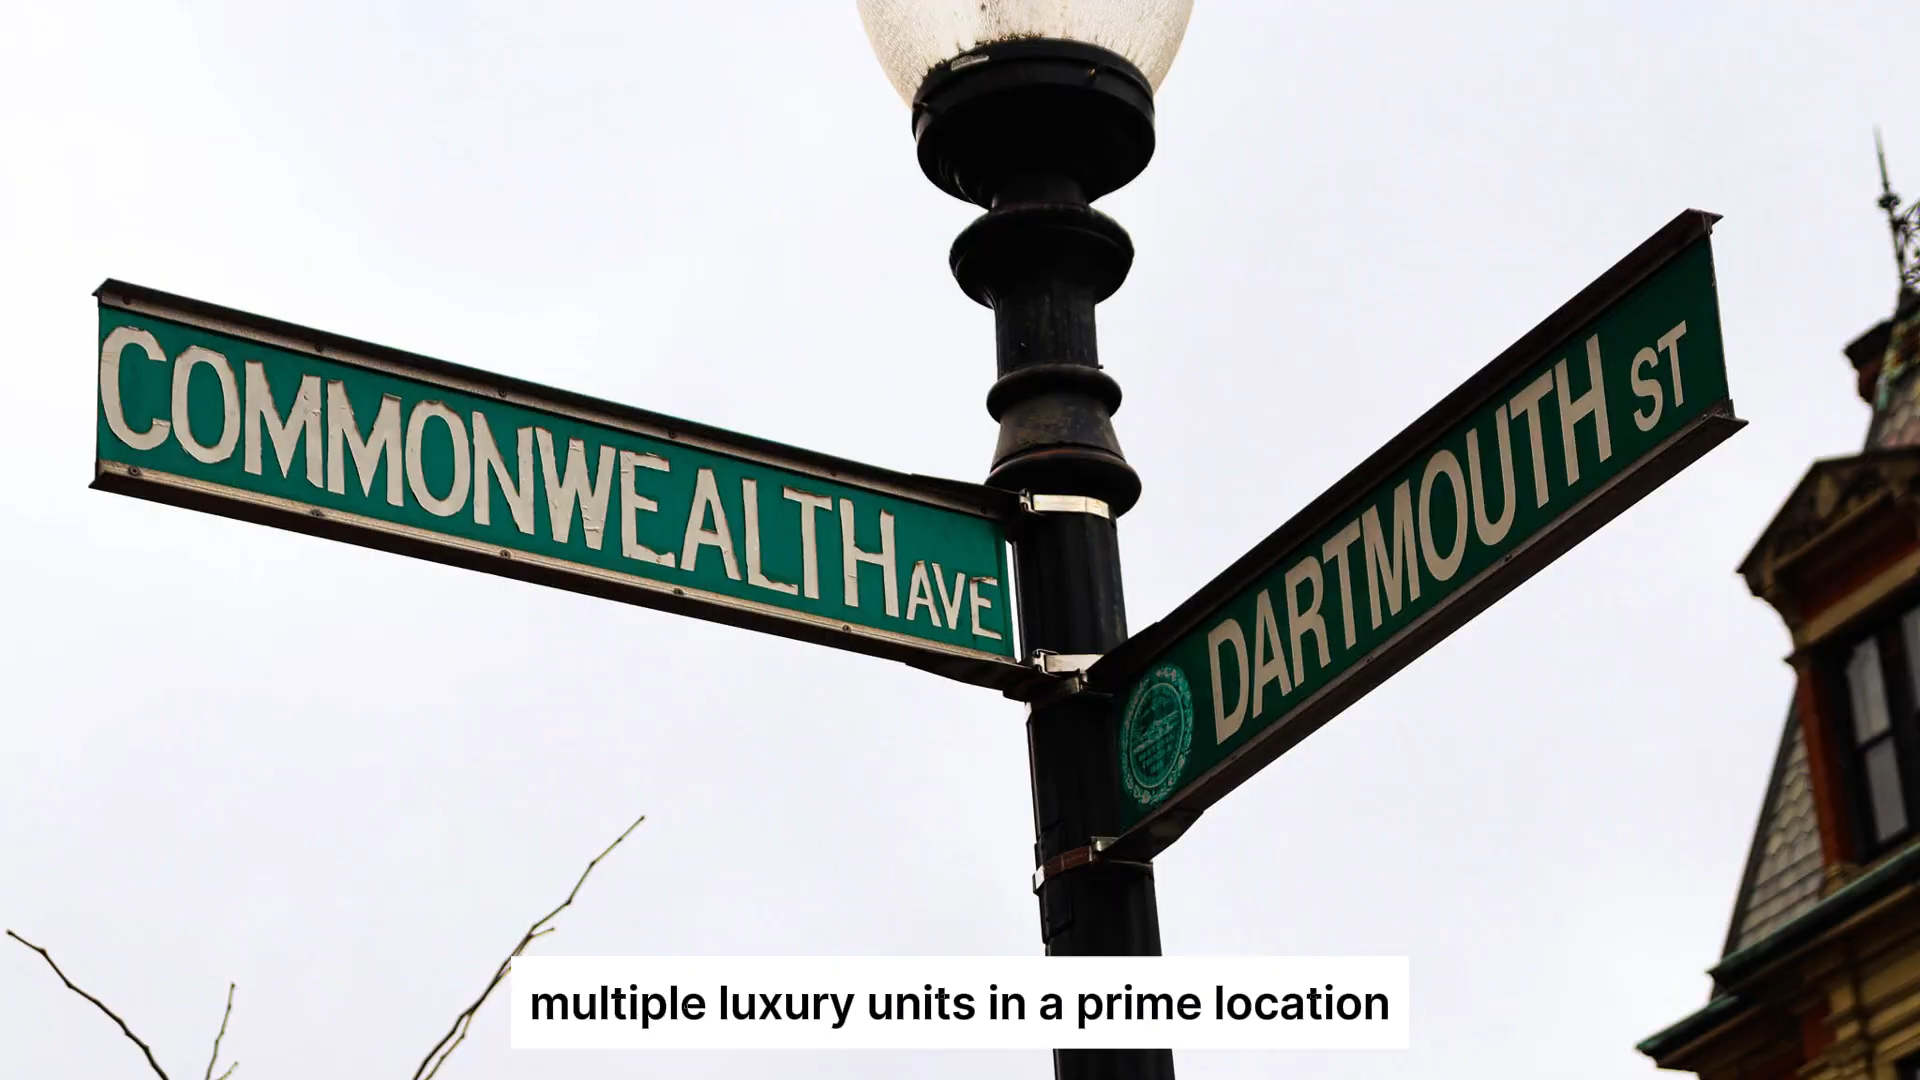 COMMONWEALTH AVE
DARTMOUTH ST
multiple luxury units in a prime location